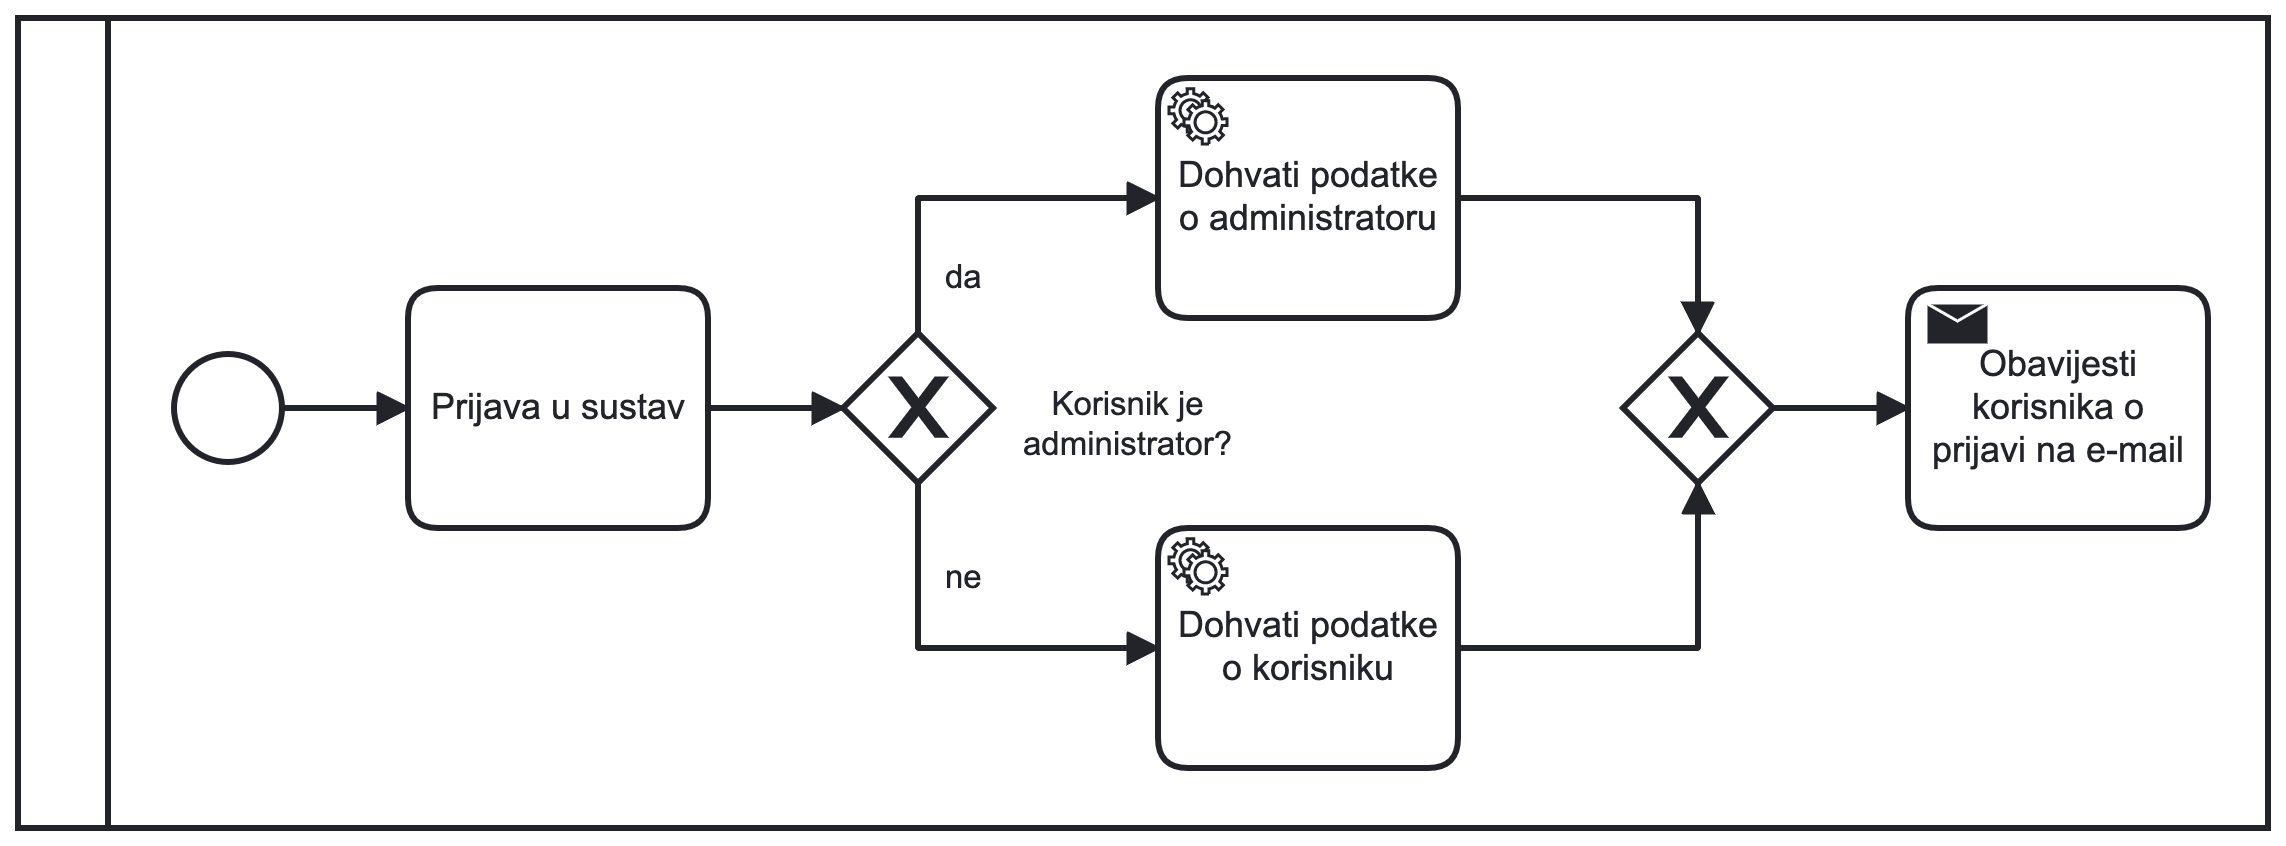 Prijava u sustav
da
Korisnik je
administrator?
ne
Dohvati podatke
o administratoru
Dohvati podatke
o korisniku
Obavijesti
korisnika o
prijavi na e-mail